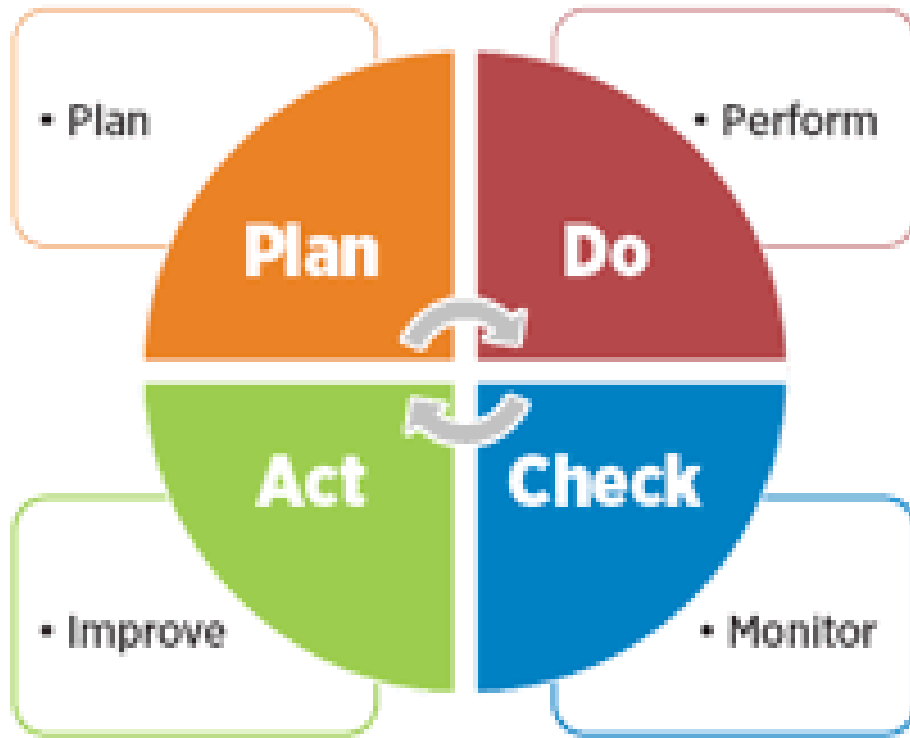 • Plan
• Perform
Plan
Do
Act
Check
• Improve
• Monitor